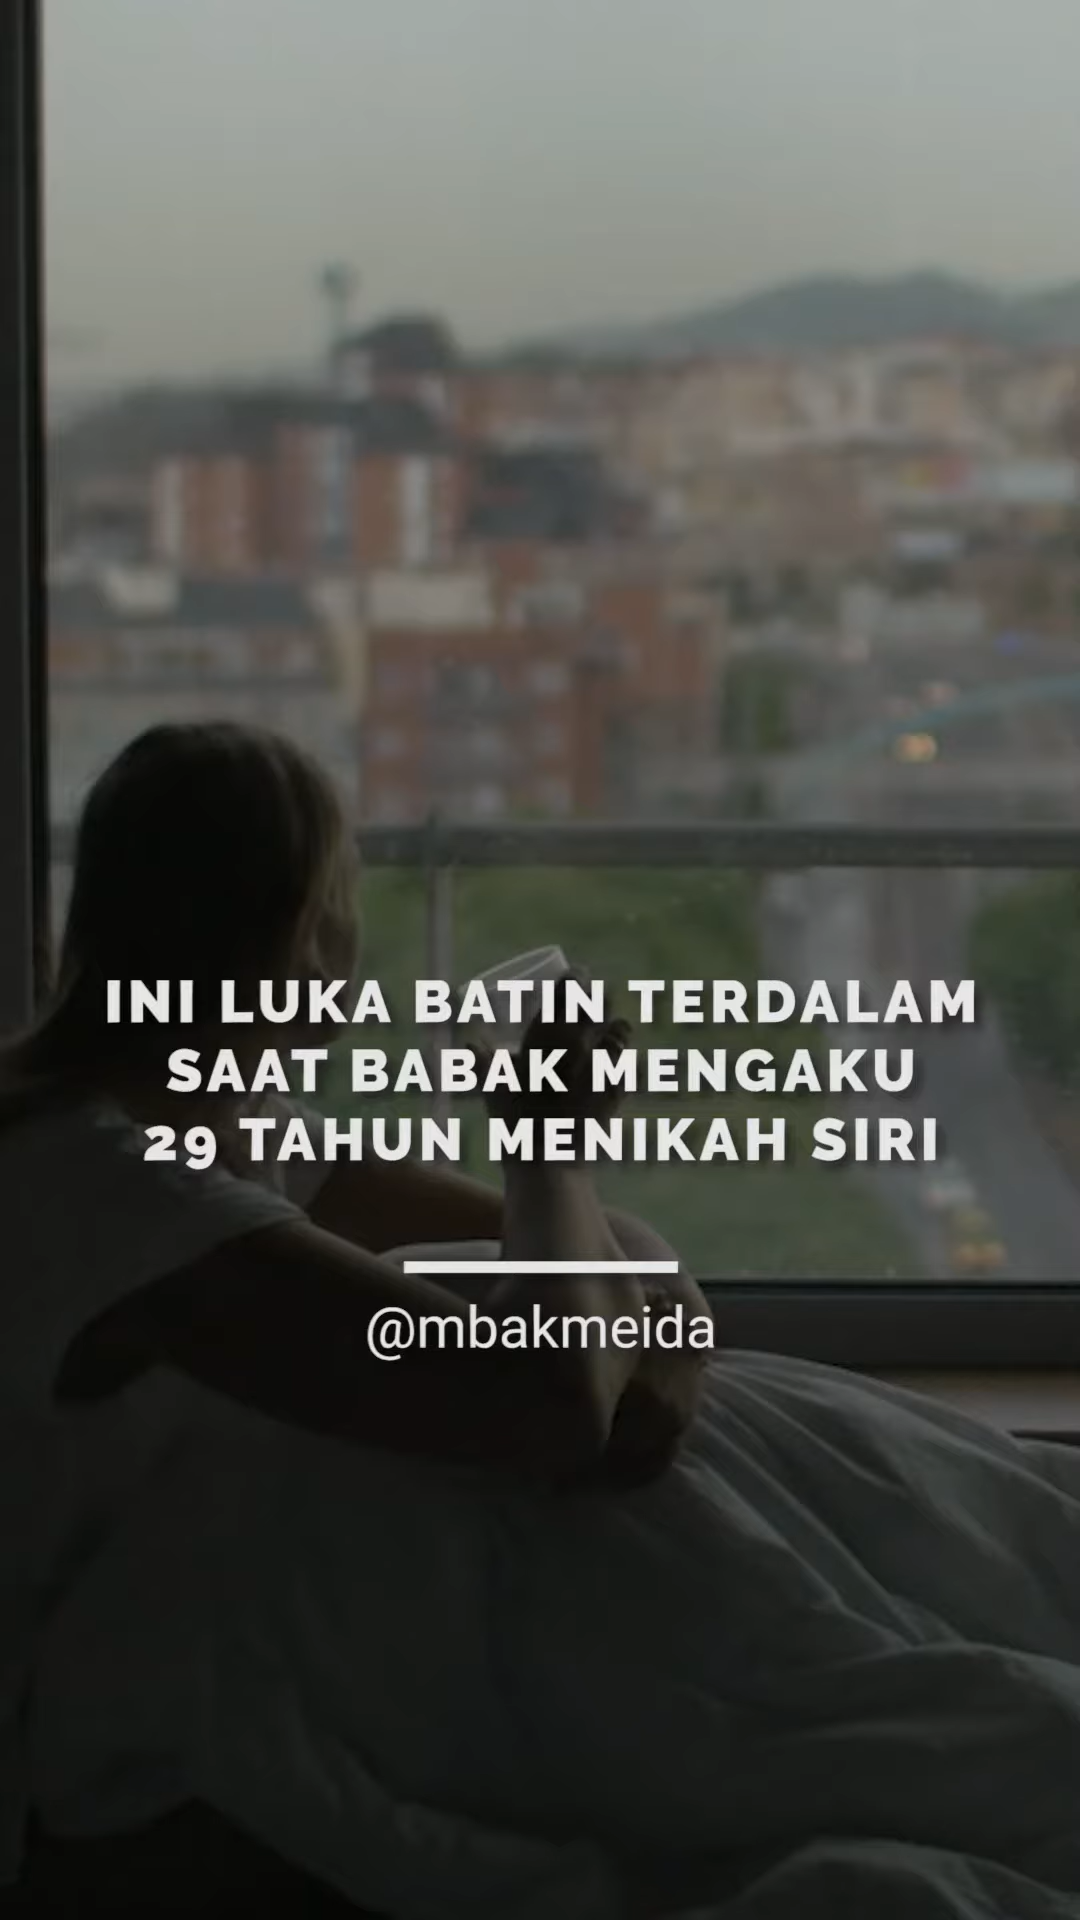 INI LUKA BATIN TERDALAM
SAAT BABAK MENGAKU
29 TAHUN MENIKAH SIRI
@mbakmeida